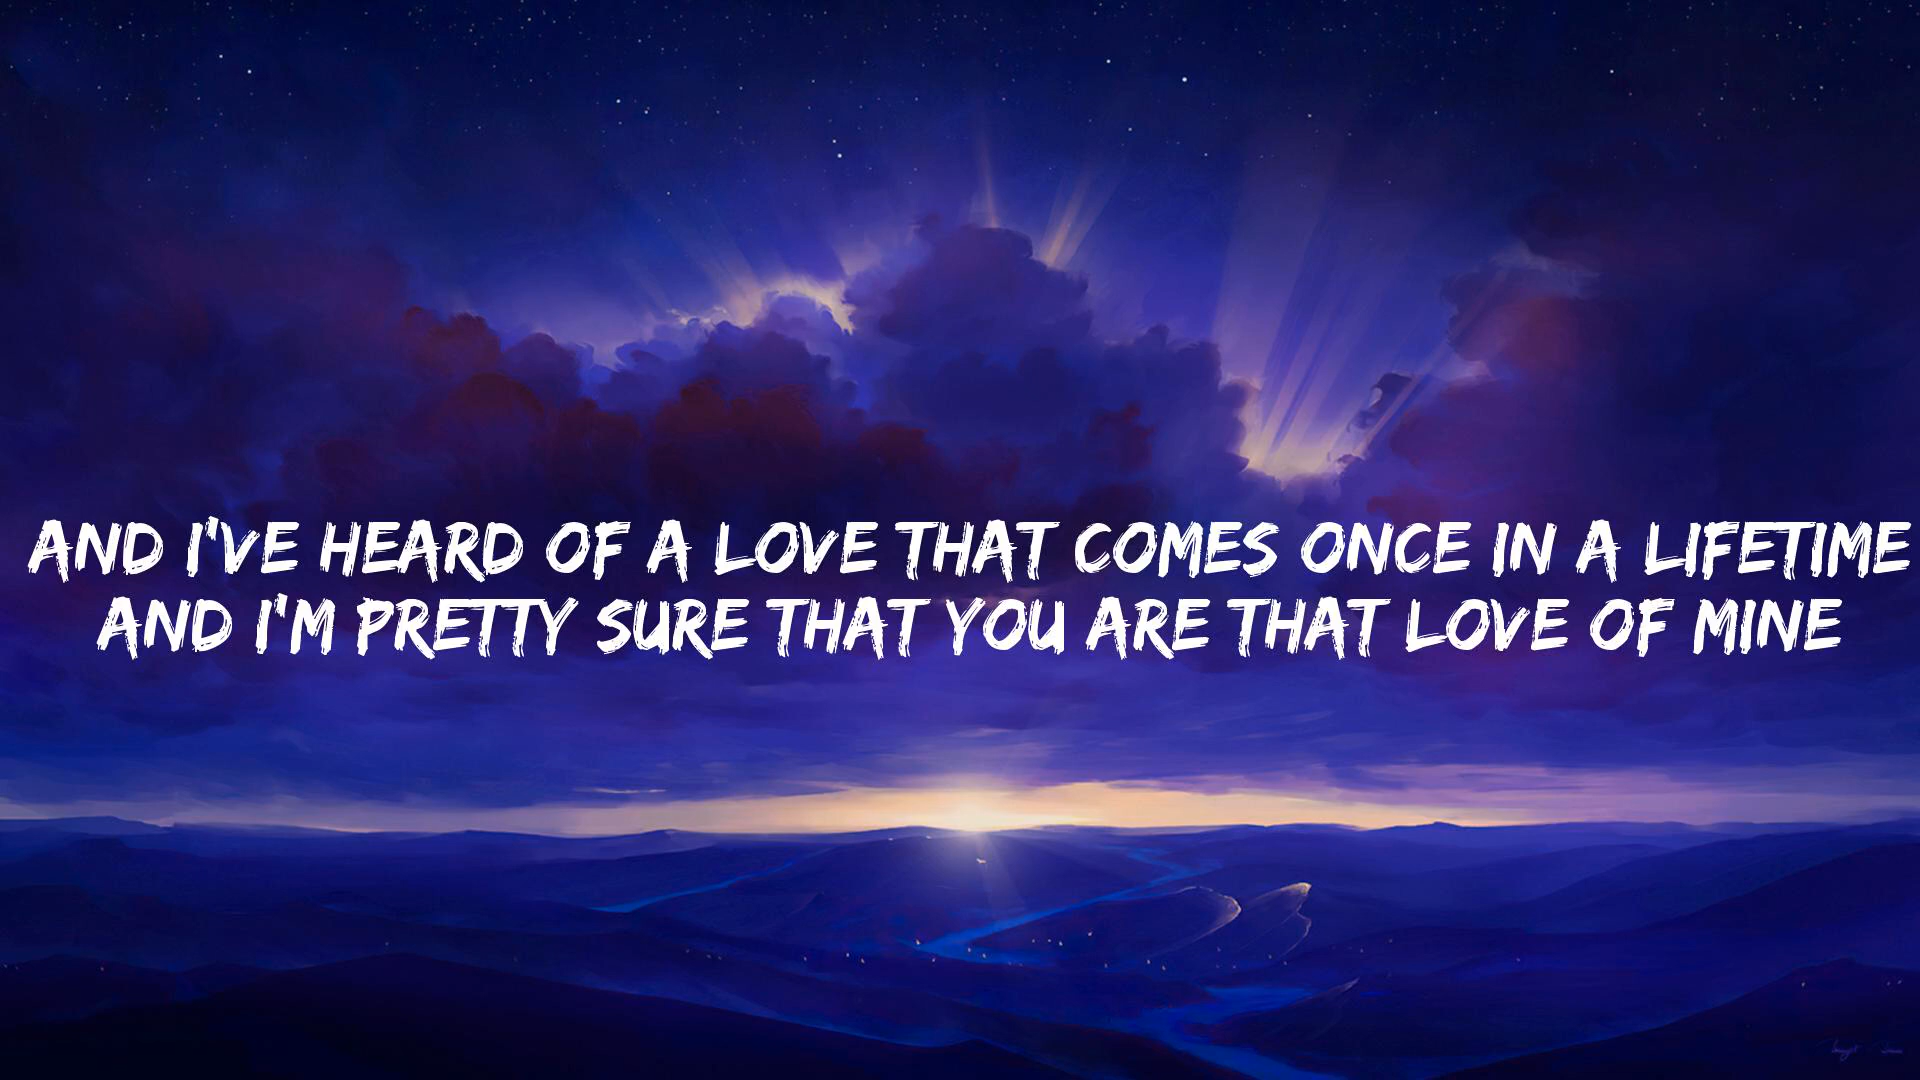 AND I'VE HEARD OF A LOVE THAT COMES ONCE IN A LIFETIME
AND I'M PRETTY SURE THAT YOU ARE THAT LOVE OF MINE